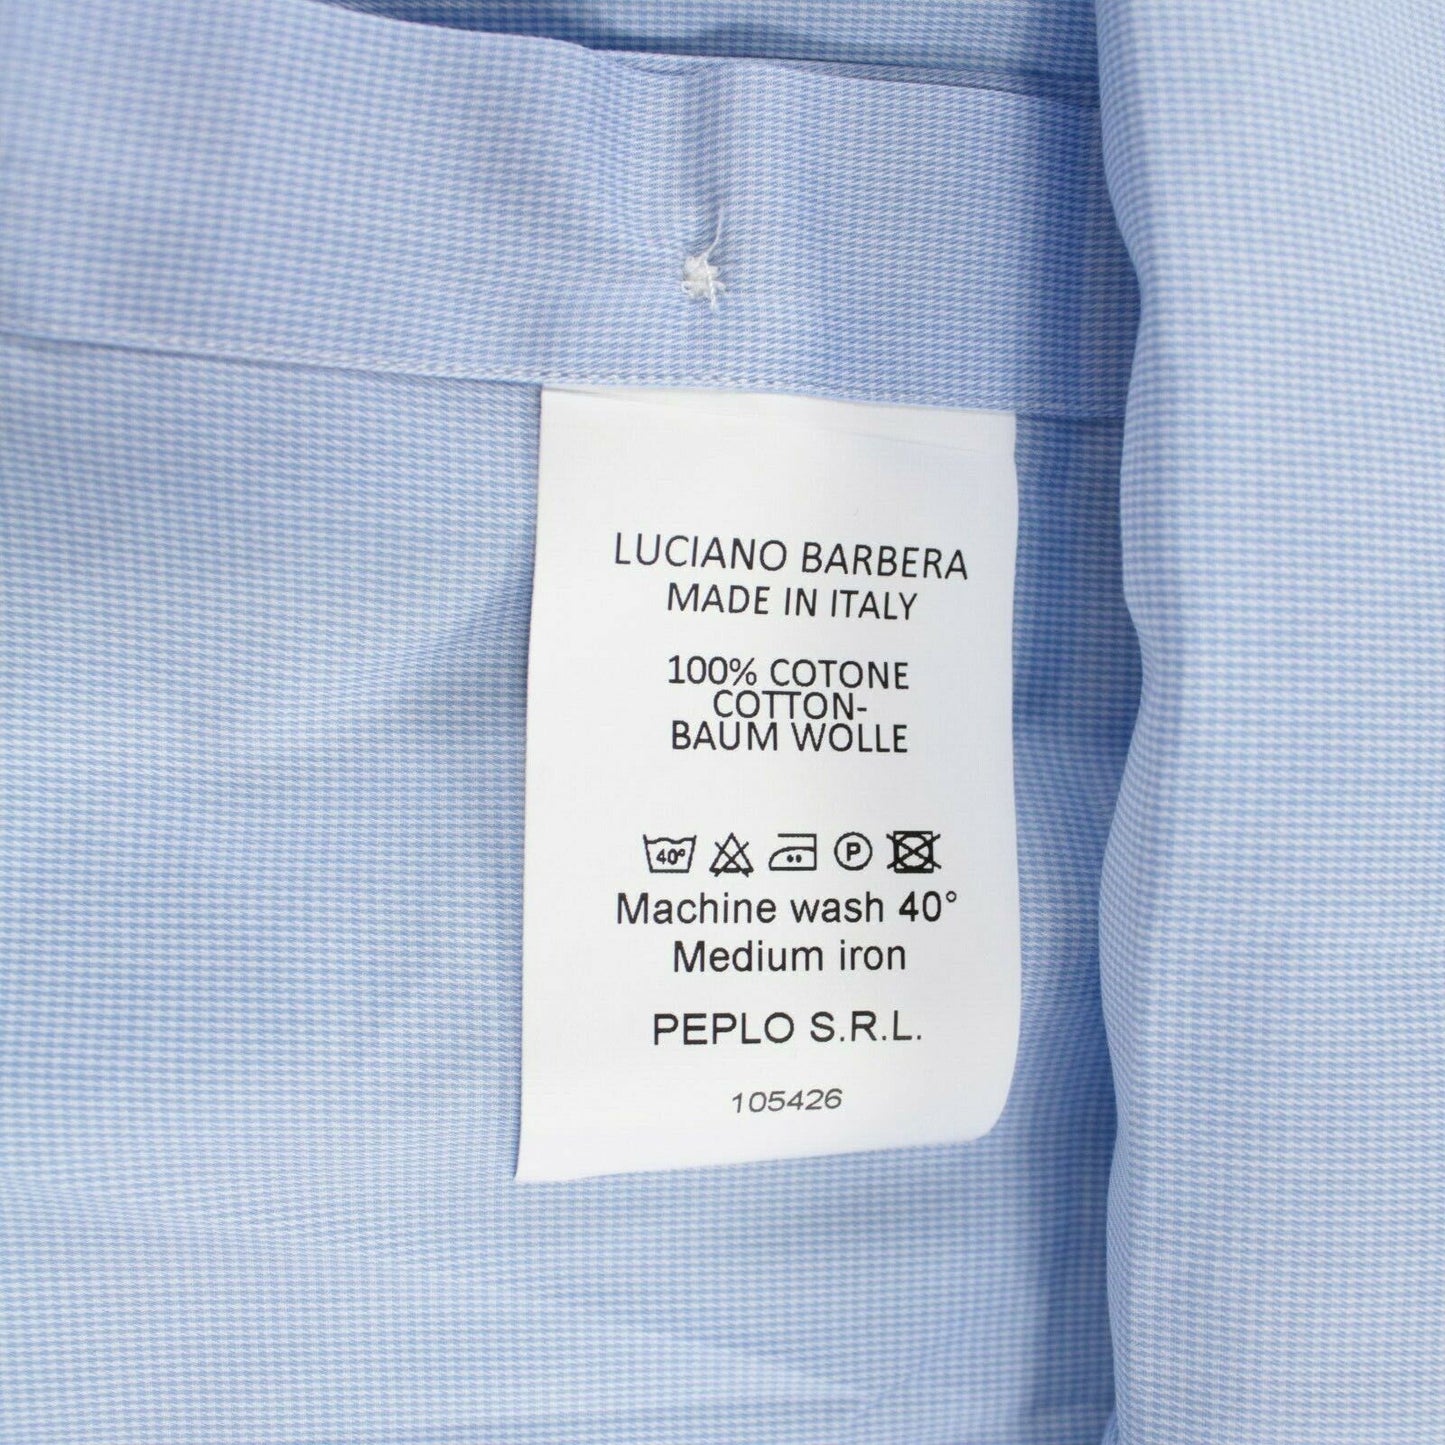 LUCIANO BARBERA
MADE IN ITALY
100% COTONE
COTTON-
BAUM WOLLE
40° P
Machine wash 40°
Medium iron
PEPLO S.R.L.
105426